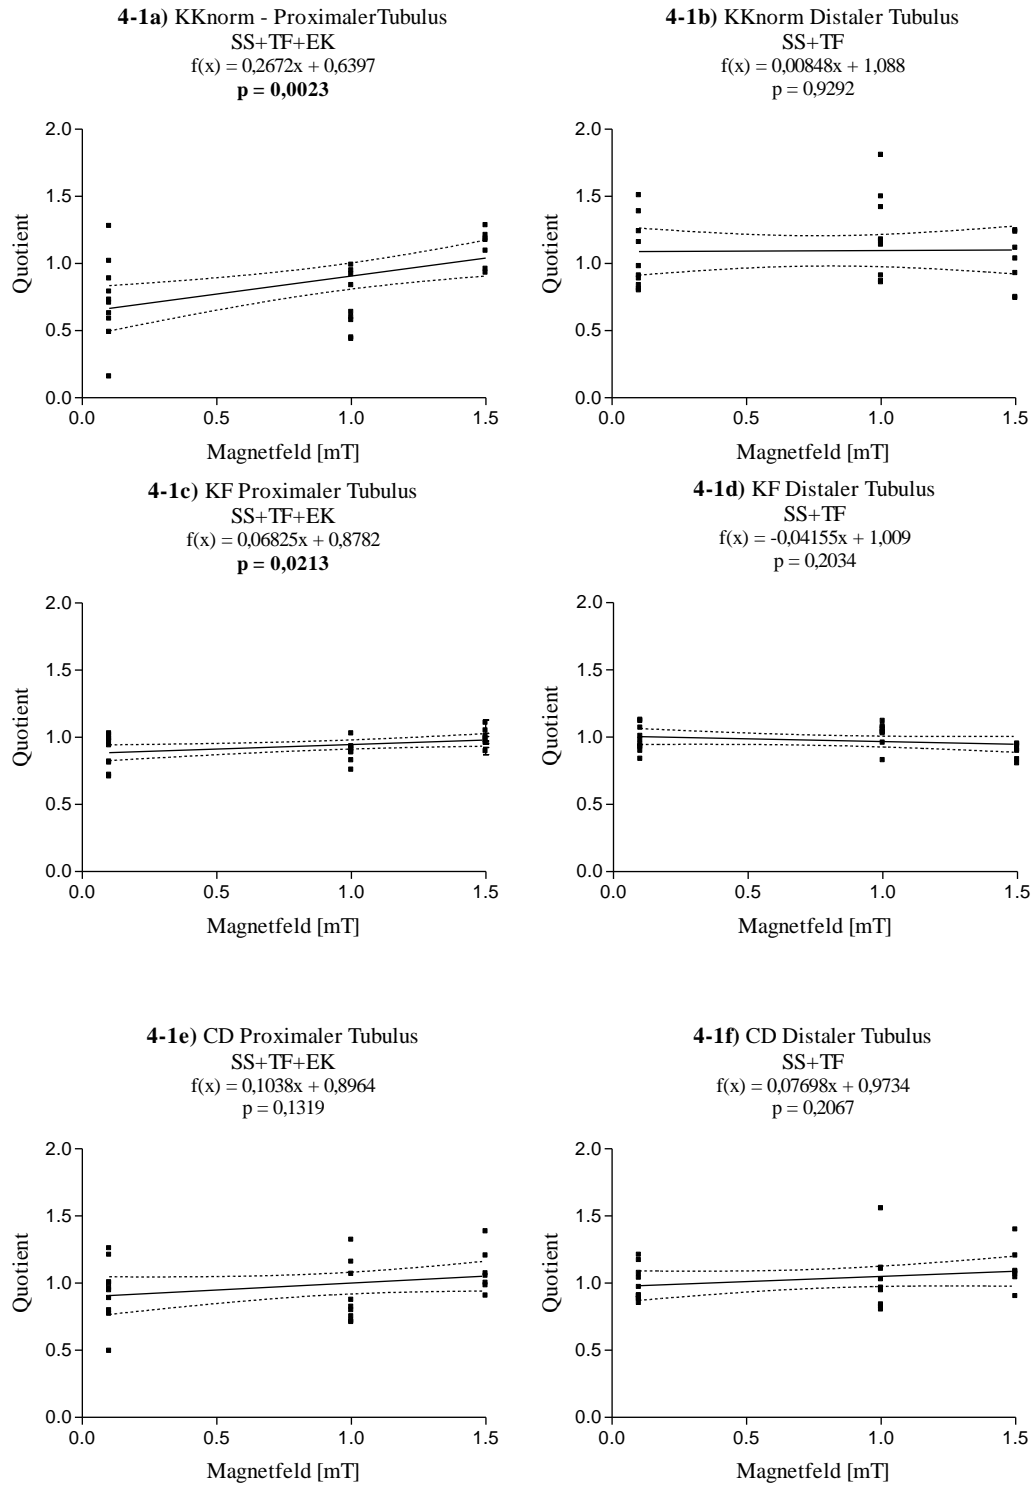 4-1a) KKnorm - ProximalerTubulus
SS+TF+EK
f(x) = 0,2672x + 0,6397
p = 0,0023
2.0
1.5
1.0
0.5
0.0
Quotient
0.0 0.5 1.0 1.5
Magnetfeld [mT]
4-1b) KKnorm Distaler Tubulus
SS+TF
f(x) = 0,00848x + 1,088
p = 0,9292
2.0
1.5
1.0
0.5
0.0
Quotient
0.0 0.5 1.0 1.5
Magnetfeld [mT]
4-1c) KF Proximaler Tubulus
SS+TF+EK
f(x) = 0,06825x + 0,8782
p = 0,0213
2.0
1.5
1.0
0.5
0.0
Quotient
0.0 0.5 1.0 1.5
Magnetfeld [mT]
4-1d) KF Distaler Tubulus
SS+TF
f(x) = -0,04155x + 1,009
p = 0,2034
2.0
1.5
1.0
0.5
0.0
Quotient
0.0 0.5 1.0 1.5
Magnetfeld [mT]
4-1e) CD Proximaler Tubulus
SS+TF+EK
f(x) = 0,1038x + 0,8964
p = 0,1319
2.0
1.5
1.0
0.5
0.0
Quotient
0.0 0.5 1.0 1.5
Magnetfeld [mT]
4-1f) CD Distaler Tubulus
SS+TF
f(x) = 0,07698x + 0,9734
p = 0,2067
2.0
1.5
1.0
0.5
0.0
Quotient
0.0 0.5 1.0 1.5
Magnetfeld [mT]